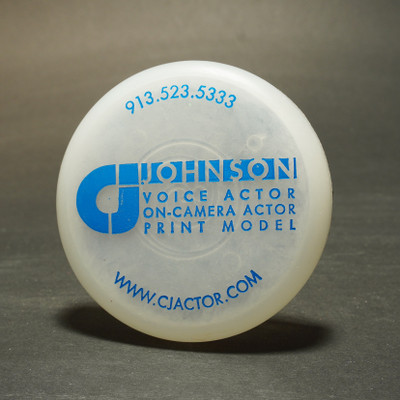 913.523.5333
CJ JOHNSON
VOICE ACTOR
ON-CAMERA ACTOR
PRINT MODEL
WWW.CJACTOR.COM